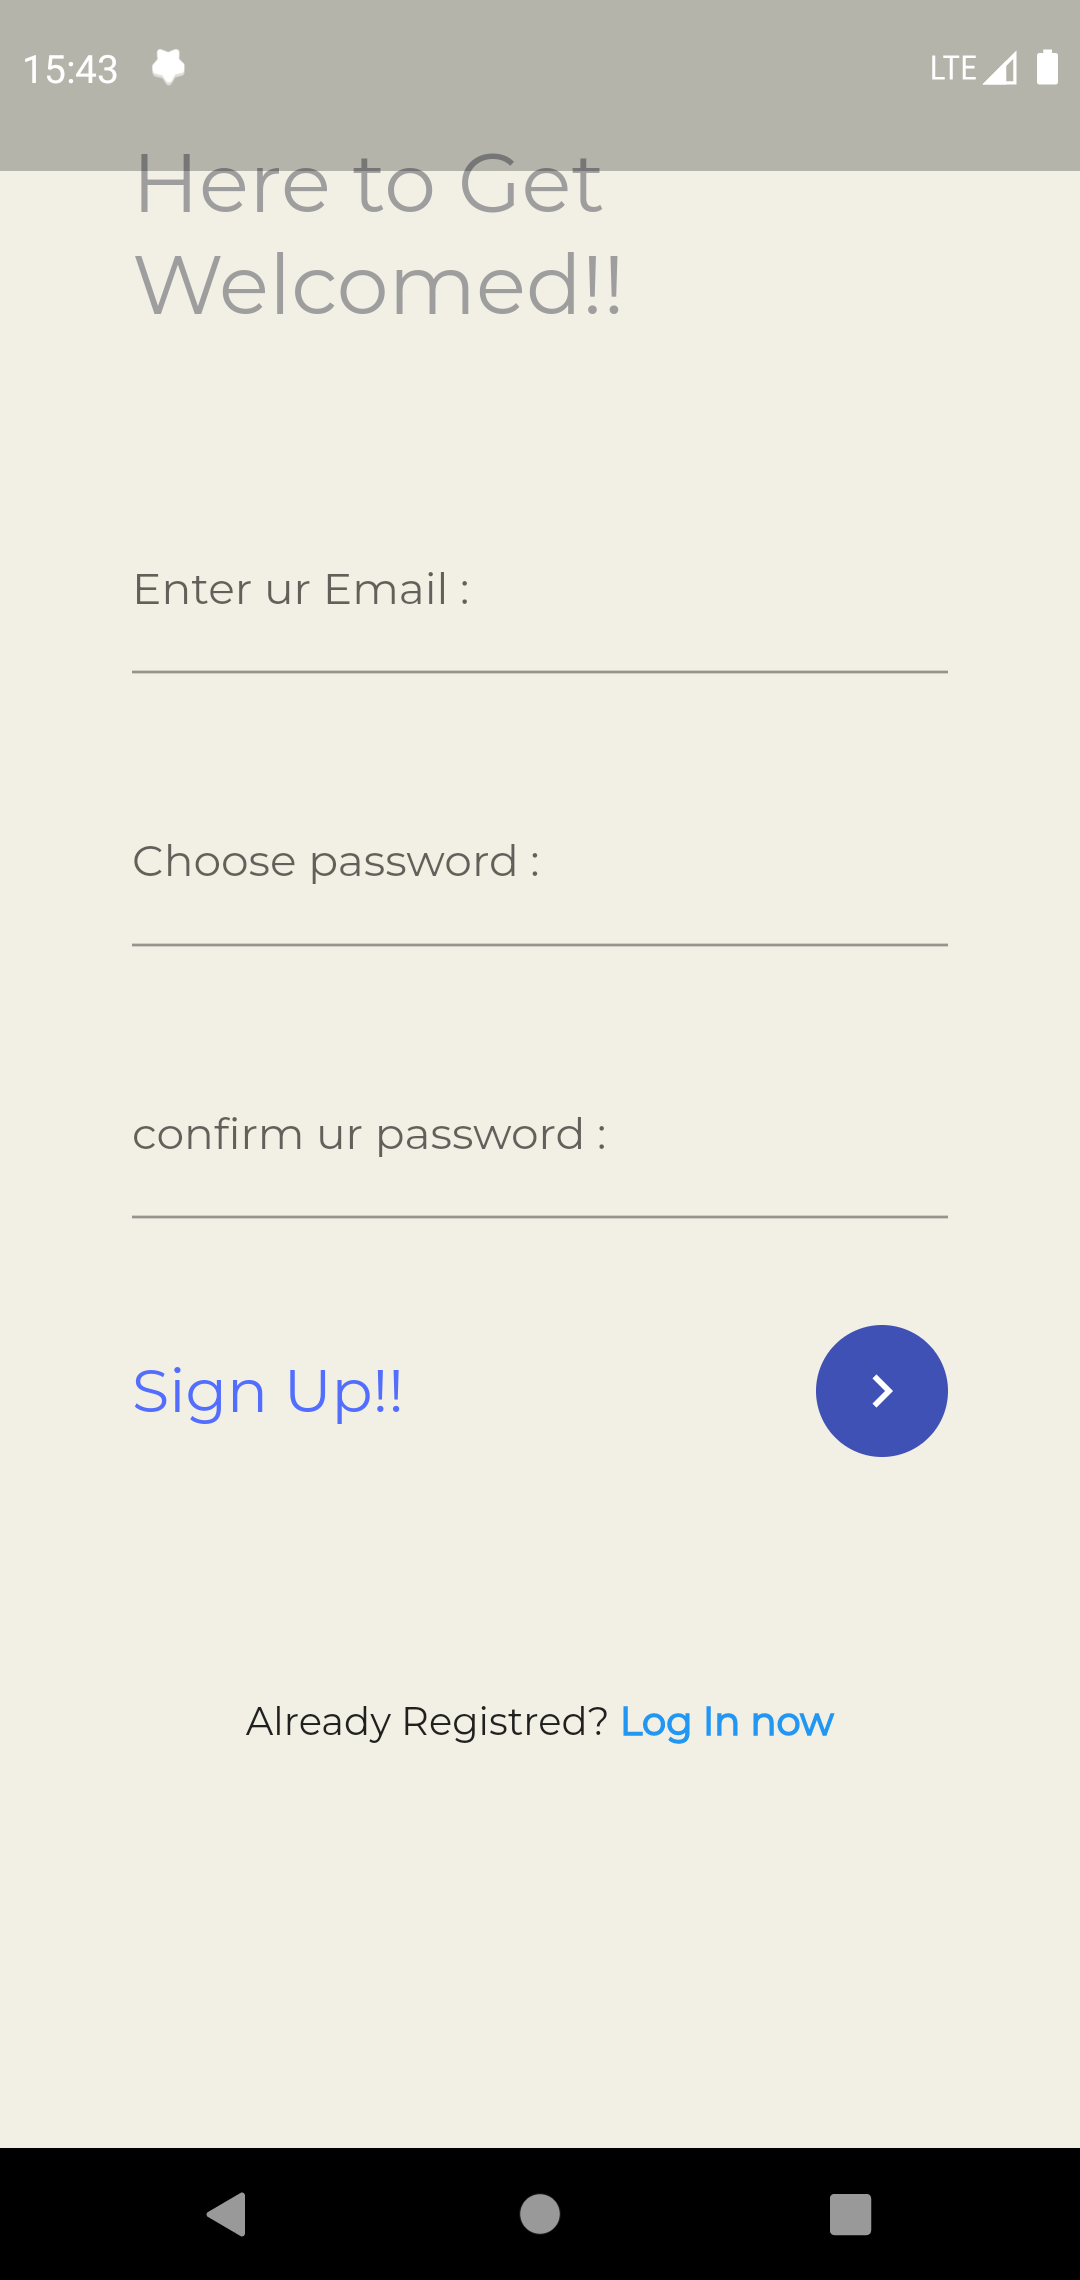 15:43
LTE
Here to Get
Welcomed!!
Enter ur Email :
Choose password :
confirm ur password :
Sign Up!!
Already Registred? Log In now